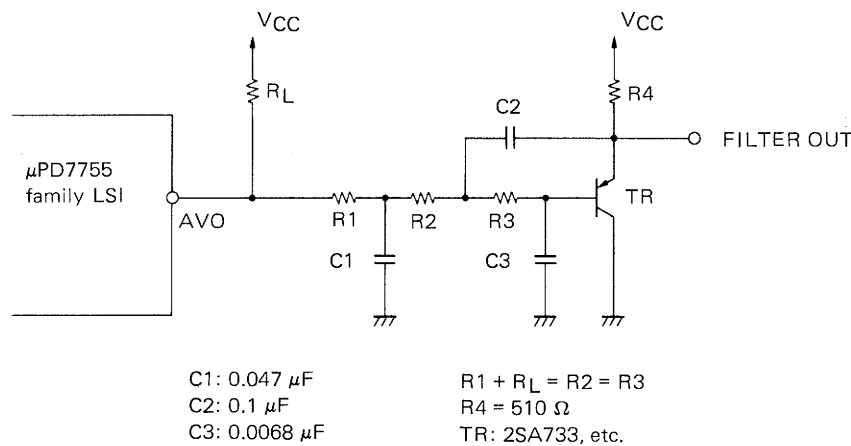 VCC
VCC
RL
R4
C2
FILTER OUT
μPD7755
family LSI
AVO
R1
R2
R3
TR
C1
C3
C1: 0.047 μF
C2: 0.1 μF
C3: 0.0068 μF
R1 + RL = R2 = R3
R4 = 510 Ω
TR: 2SA733, etc.